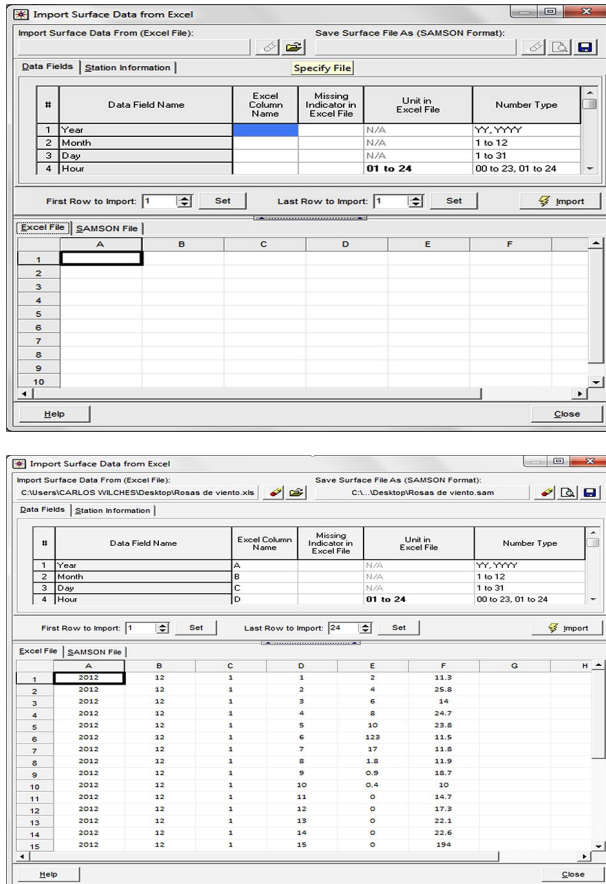 Import Surface Data from Excel
Import Surface Data From (Excel File): Save Surface File As (SAMSON Format):
Data Fields Station Information Specify File
# Data Field Name Excel Column Name Missing Indicator in Excel File Unit in Excel File Number Type
1 Year N/A YY, YYYY
2 Month N/A 1 to 12
3 Day N/A 1 to 31
4 Hour 01 to 24 00 to 23, 01 to 24
First Row to Import: 1 Set Last Row to Import: 1 Set Import
Excel File SAMSON File
A B C D E F
1
2
3
4
5
6
7
8
9
10
Help Close
Import Surface Data from Excel
Import Surface Data From (Excel File): Save Surface File As (SAMSON Format):
C:\Users\CARLOS WILCHES\Desktop\Rosas de viento.xls C:\...\Desktop\Rosas de viento.sam
Data Fields Station Information
# Data Field Name Excel Column Name Missing Indicator in Excel File Unit in Excel File Number Type
1 Year A N/A YY, YYYY
2 Month B N/A 1 to 12
3 Day C N/A 1 to 31
4 Hour D 01 to 24 00 to 23, 01 to 24
First Row to Import: 1 Set Last Row to Import: 24 Set Import
Excel File SAMSON File
A B C D E F G H
1 2012 12 1 1 2 11.3
2 2012 12 1 2 4 25.8
3 2012 12 1 3 6 14
4 2012 12 1 4 8 24.7
5 2012 12 1 5 10 23.8
6 2012 12 1 6 123 11.5
7 2012 12 1 7 17 11.8
8 2012 12 1 8 1.8 11.9
9 2012 12 1 9 0.9 18.7
10 2012 12 1 10 0.4 10
11 2012 12 1 11 0 14.7
12 2012 12 1 12 0 17.3
13 2012 12 1 13 0 22.1
14 2012 12 1 14 0 22.6
15 2012 12 1 15 0 194
Help Close